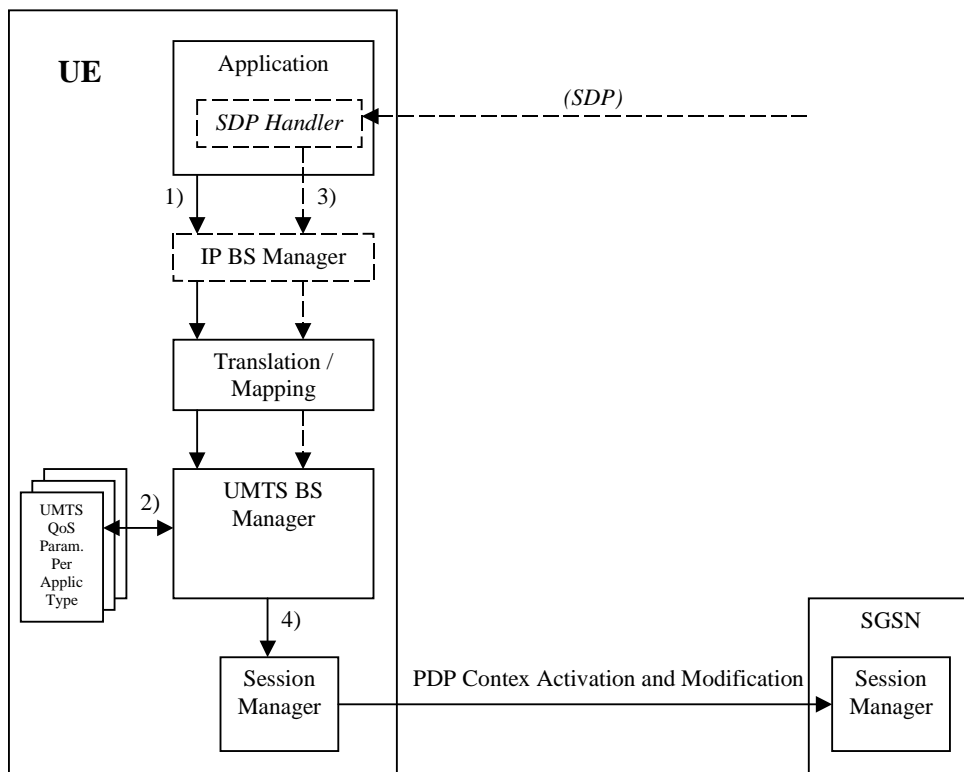 UE
Application
(SDP)
SDP Handler
1)
3)
IP BS Manager
Translation /
Mapping
UMTS BS
Manager
2)
UMTS
QoS
Param.
Per
Applic
Type
4)
SGSN
Session
Manager
PDP Contex Activation and Modification
Session
Manager